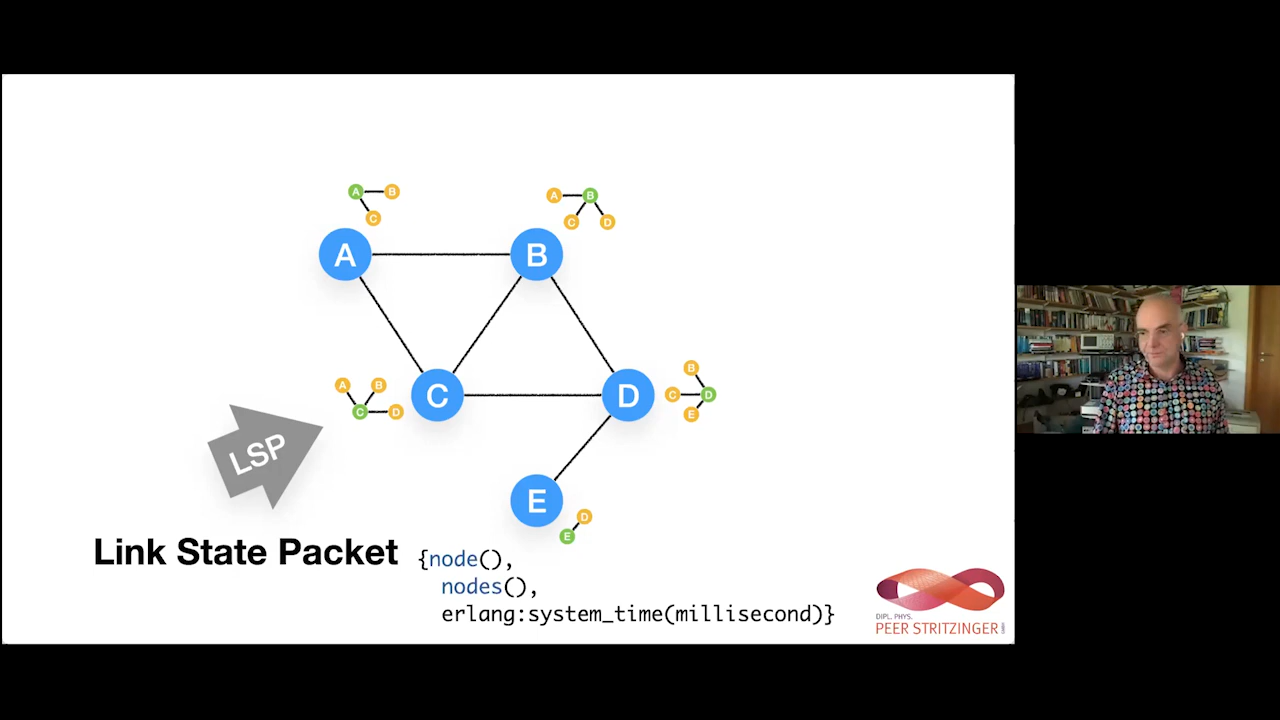 A B
C
A B
C D
A B
A B
C D
B
C D
E
C D
LSP
E
D
E
Link State Packet
{node(),
nodes(),
erlang:system_time(millisecond)}
DIPL. PHYS.
PEER STRITZINGER